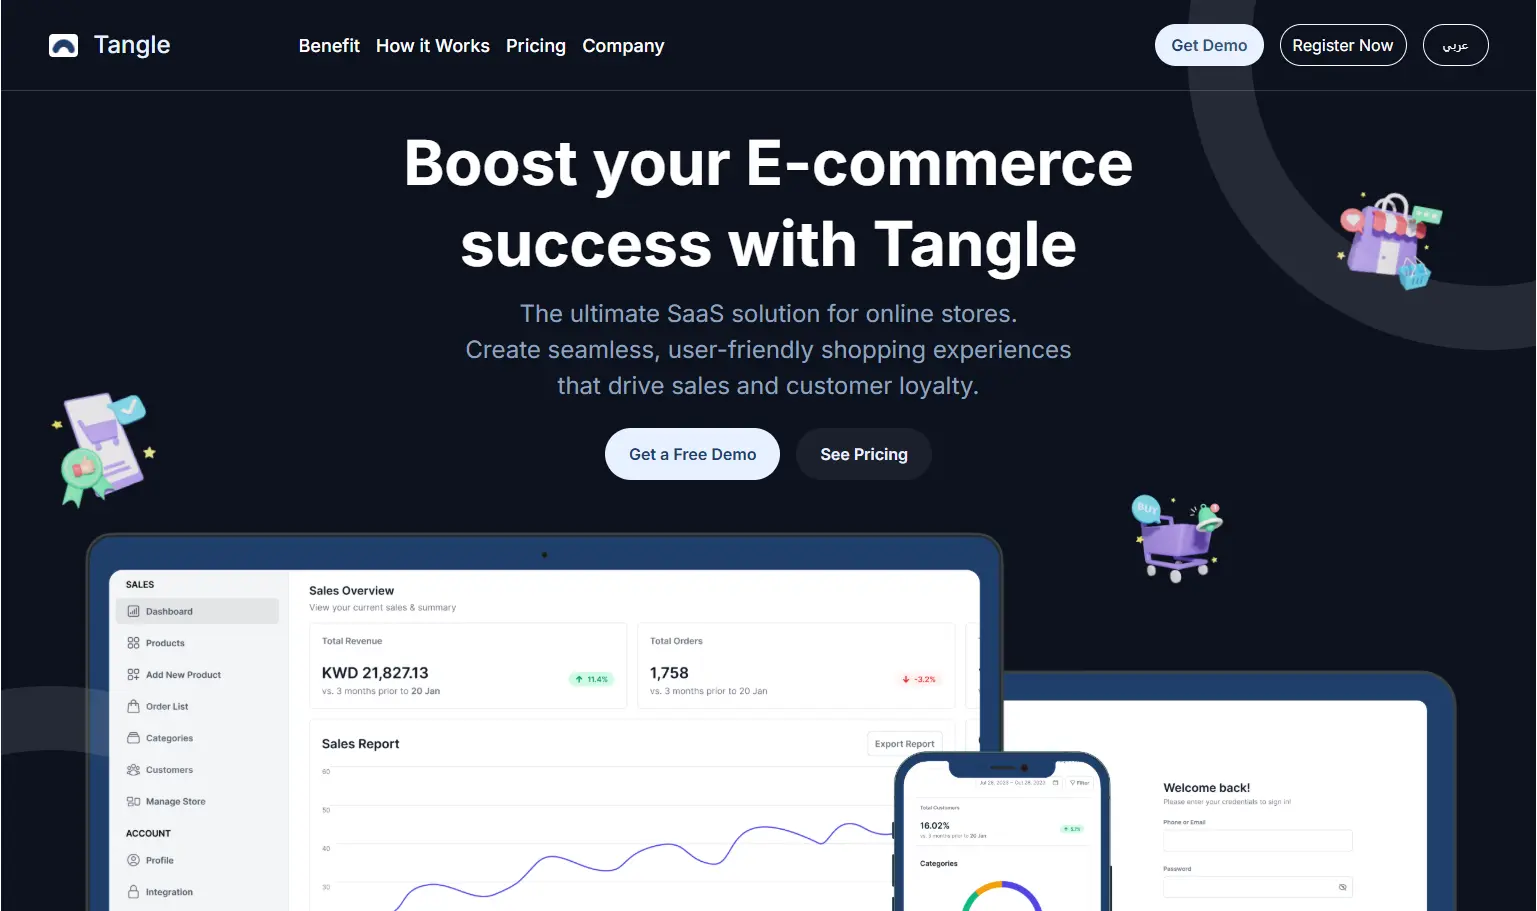 Tangle
Benefit
How it Works
Pricing
Company
Get Demo
Register Now
عربي
Boost your E-commerce
success with Tangle
The ultimate SaaS solution for online stores.
Create seamless, user-friendly shopping experiences
that drive sales and customer loyalty.
Get a Free Demo
See Pricing
BUY
SALES
Dashboard
Products
Add New Product
Order List
Categories
Customers
Manage Store
ACCOUNT
Profile
Integration
Sales Overview
View your current sales & summary
Total Revenue
KWD 21,827.13
11.4%
vs. 3 months prior to 20 Jan
Total Orders
1,758
-3.2%
vs. 3 months prior to 20 Jan
Sales Report
Export Report
60
50
40
30
Filter
Total Customers
16.02%
vs. 3 months prior to 20 Jan
Categories
Welcome back!
Please enter your credentials to sign in!
Phone or Email
Password